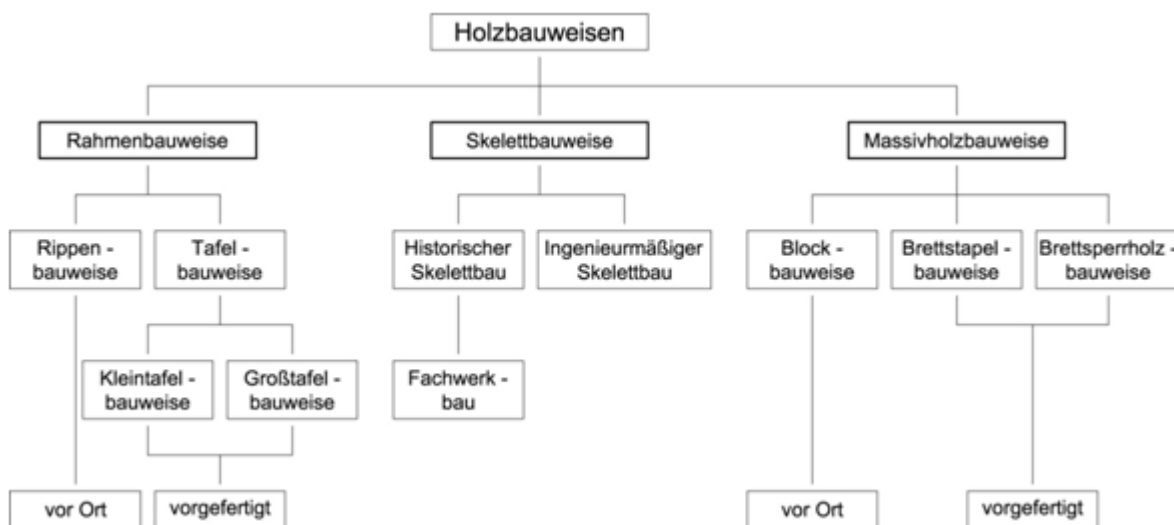 Holzbauweisen
Rahmenbauweise
Skelettbauweise
Massivholzbauweise
Rippen -
bauweise
Tafel -
bauweise
Historischer
Skelettbau
Ingenieurmäßiger
Skelettbau
Block -
bauweise
Brettstapel -
bauweise
Brettsperrholz -
bauweise
Kleintafel -
bauweise
Großtafel -
bauweise
Fachwerk -
bau
vor Ort
vorgefertigt
vor Ort
vorgefertigt